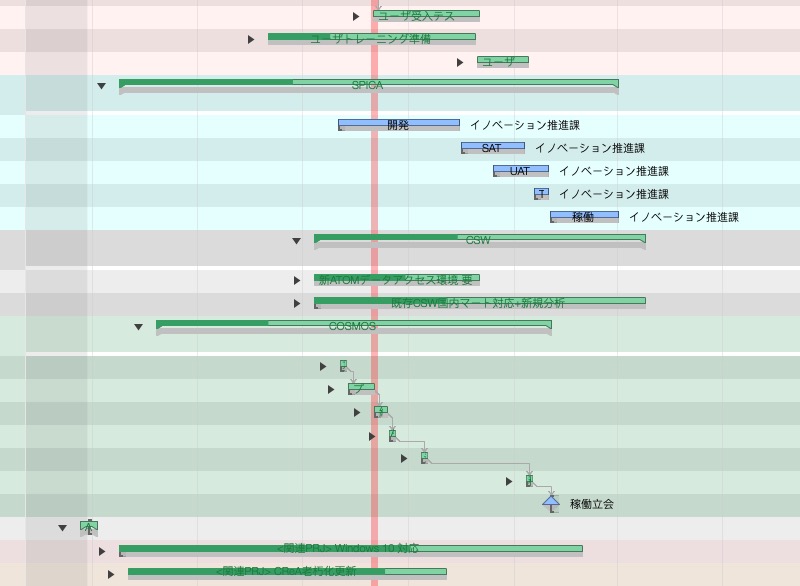 ユーザ受入テス
ユーザトレーニング準備
ユーザ
SPICA
開発 イノベーション推進課
SAT イノベーション推進課
UAT イノベーション推進課
T イノベーション推進課
稼働 イノベーション推進課
CSW
新ATOMデータアクセス環境 要
既存CSW国内マート対応+新規分析
COSMOS
プ
稼働立会
<関連PRJ> Windows 10 対応
<関連PRJ> CRaA老朽化更新